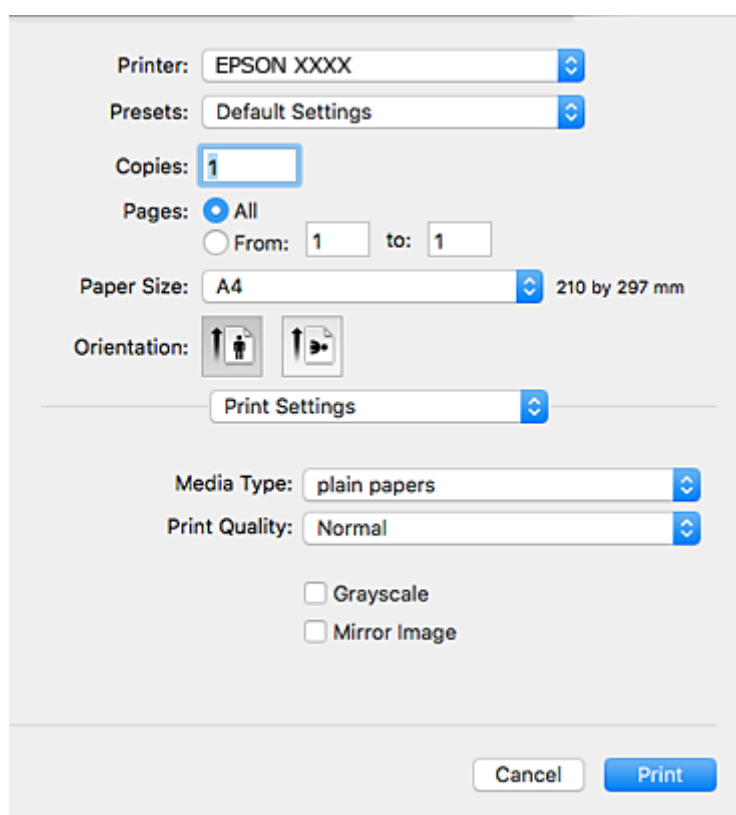 Printer: EPSON XXXX
Presets: Default Settings
Copies: 1
Pages: All
From: 1 to: 1
Paper Size: A4 210 by 297 mm
Orientation:
Print Settings
Media Type: plain papers
Print Quality: Normal
Grayscale
Mirror Image
Cancel Print